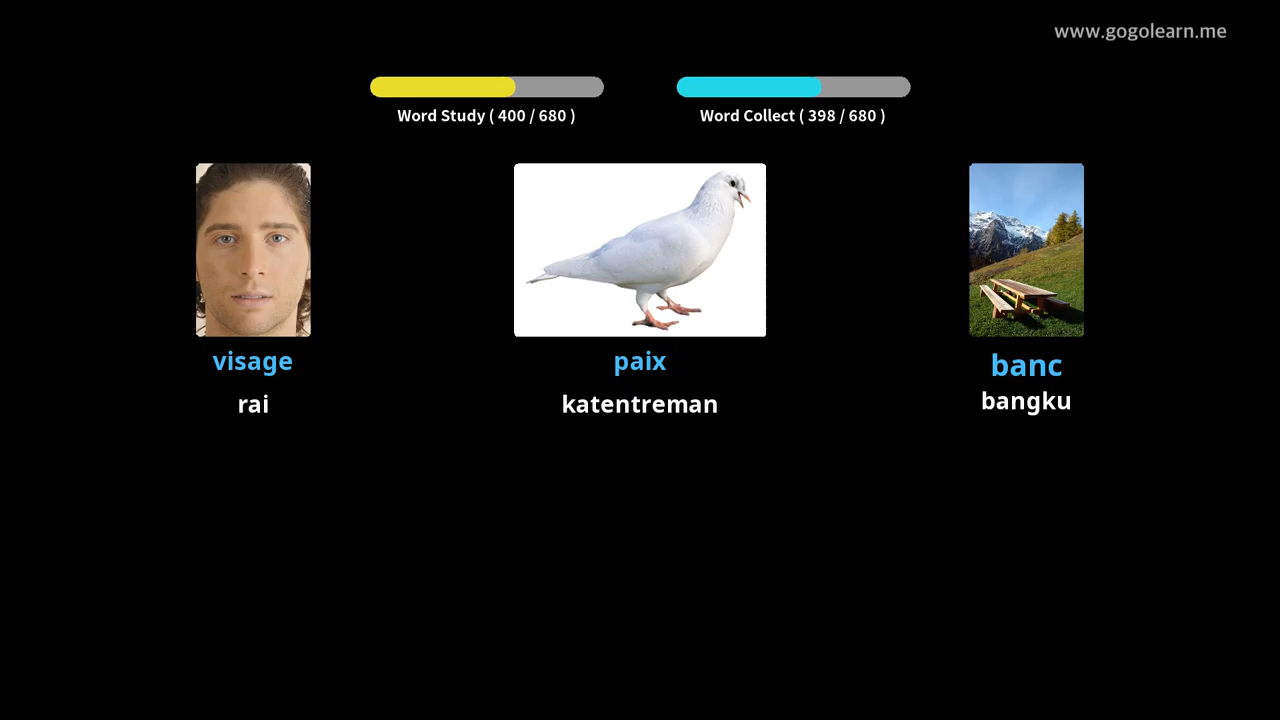 www.gogolearn.me
Word Study ( 400 / 680 )
Word Collect ( 398 / 680 )
visage
paix
banc
rai
katentreman
bangku